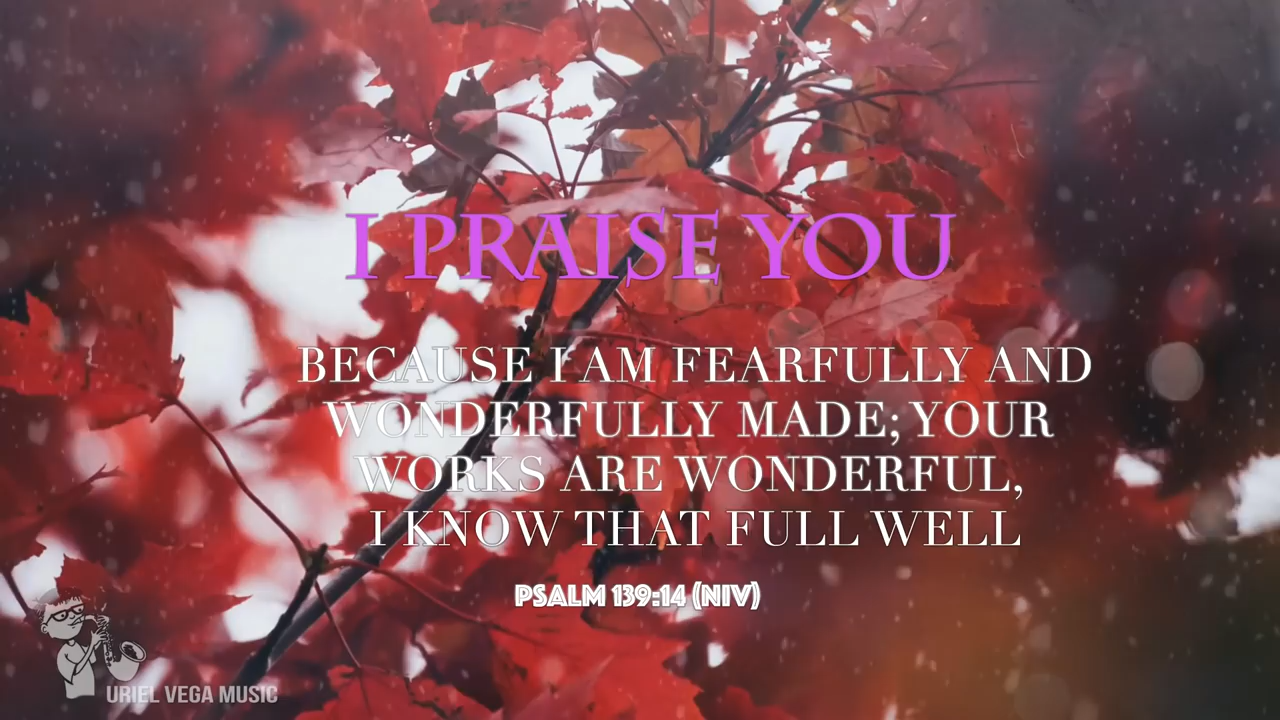 I PRAISE YOU
BECAUSE I AM FEARFULLY AND
WONDERFULLY MADE; YOUR
WORKS ARE WONDERFUL,
I KNOW THAT FULL WELL
PSALM 139:14 (NIV)
URIEL VEGA MUSIC